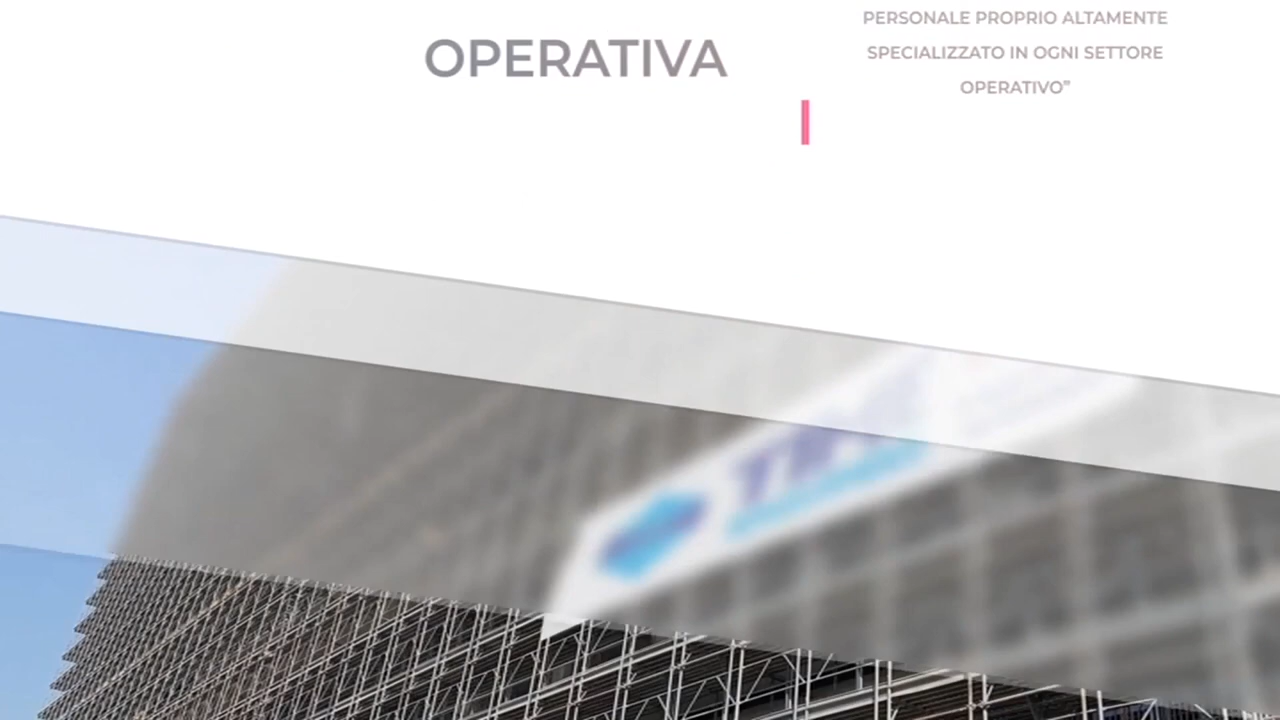 OPERATIVA
PERSONALE PROPRIO ALTAMENTE
SPECIALIZZATO IN OGNI SETTORE
OPERATIVO”